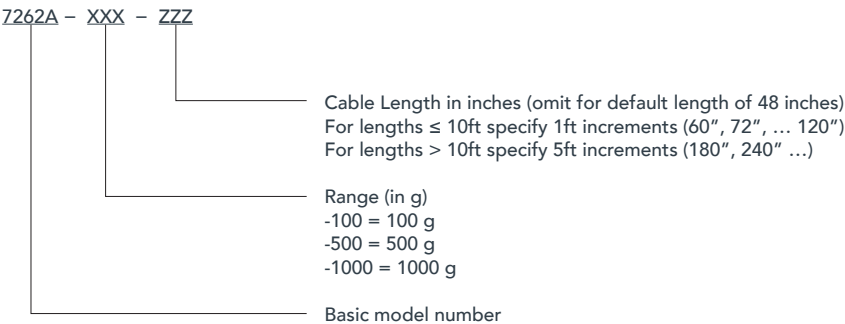 7262A – XXX – ZZZ
Cable Length in inches (omit for default length of 48 inches)
For lengths ≤ 10ft specify 1ft increments (60”, 72”, … 120”)
For lengths > 10ft specify 5ft increments (180”, 240” …)
Range (in g)
-100 = 100 g
-500 = 500 g
-1000 = 1000 g
Basic model number